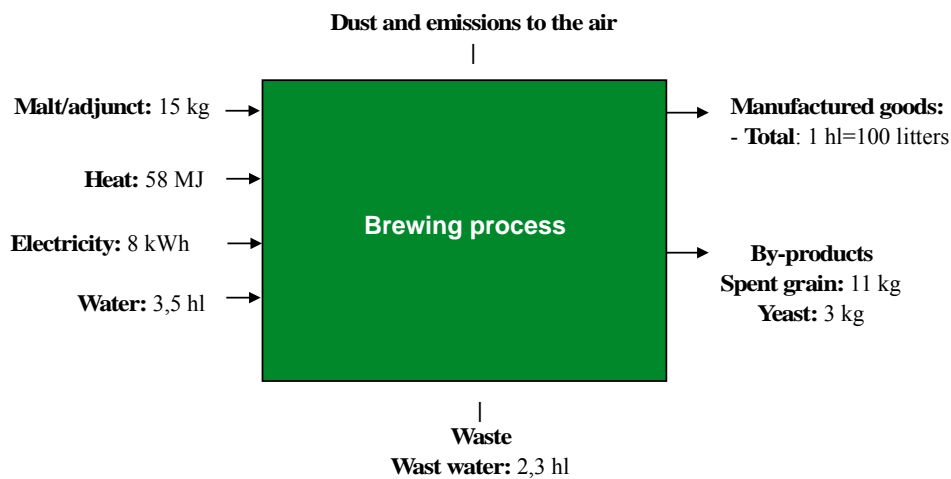 Dust and emissions to the air
Malt/adjunct: 15 kg
Heat: 58 MJ
Electricity: 8 kWh
Water: 3,5 hl
Brewing process
Manufactured goods:
- Total: 1 hl=100 litters
By-products
Spent grain: 11 kg
Yeast: 3 kg
Waste
Wast water: 2,3 hl